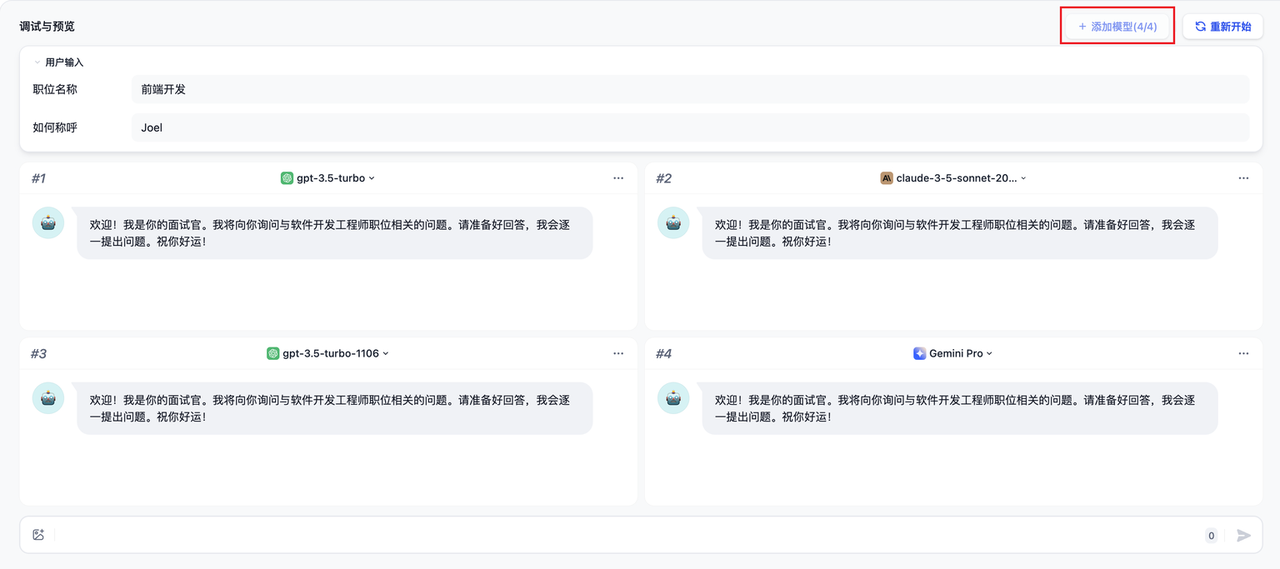 调试与预览
+ 添加模型(4/4)
重新开始
用户输入
职位名称
前端开发
如何称呼
Joel
#1
gpt-3.5-turbo
欢迎！我是你的面试官。我将向你询问与软件开发工程师职位相关的问题。请准备好回答，我会逐
一提出问题。祝你好运！
#2
claude-3-5-sonnet-20...
欢迎！我是你的面试官。我将向你询问与软件开发工程师职位相关的问题。请准备好回答，我会逐
一提出问题。祝你好运！
#3
gpt-3.5-turbo-1106
欢迎！我是你的面试官。我将向你询问与软件开发工程师职位相关的问题。请准备好回答，我会逐
一提出问题。祝你好运！
#4
Gemini Pro
欢迎！我是你的面试官。我将向你询问与软件开发工程师职位相关的问题。请准备好回答，我会逐
一提出问题。祝你好运！
0